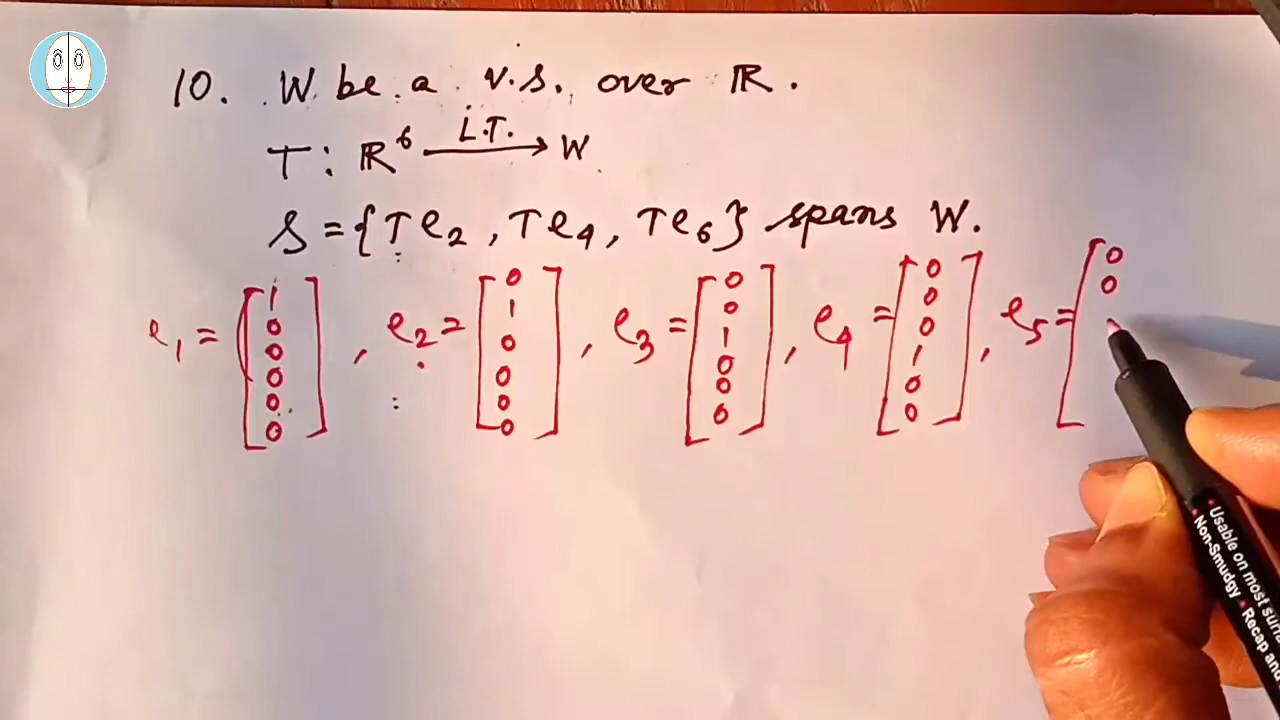 10. W be a v.s. over ℝ.
T: ℝ⁶ —L.T.→ W
S = {Te₂, Te₄, Te₆} spans W.
e₁ = [1 0 0 0 0 0], e₂ = [0 1 0 0 0 0], e₃ = [0 0 1 0 0 0], e₄ = [0 0 0 1 0 0], e₅ = [0 0
Usable on most sur
Non-Smudgy • Recap and